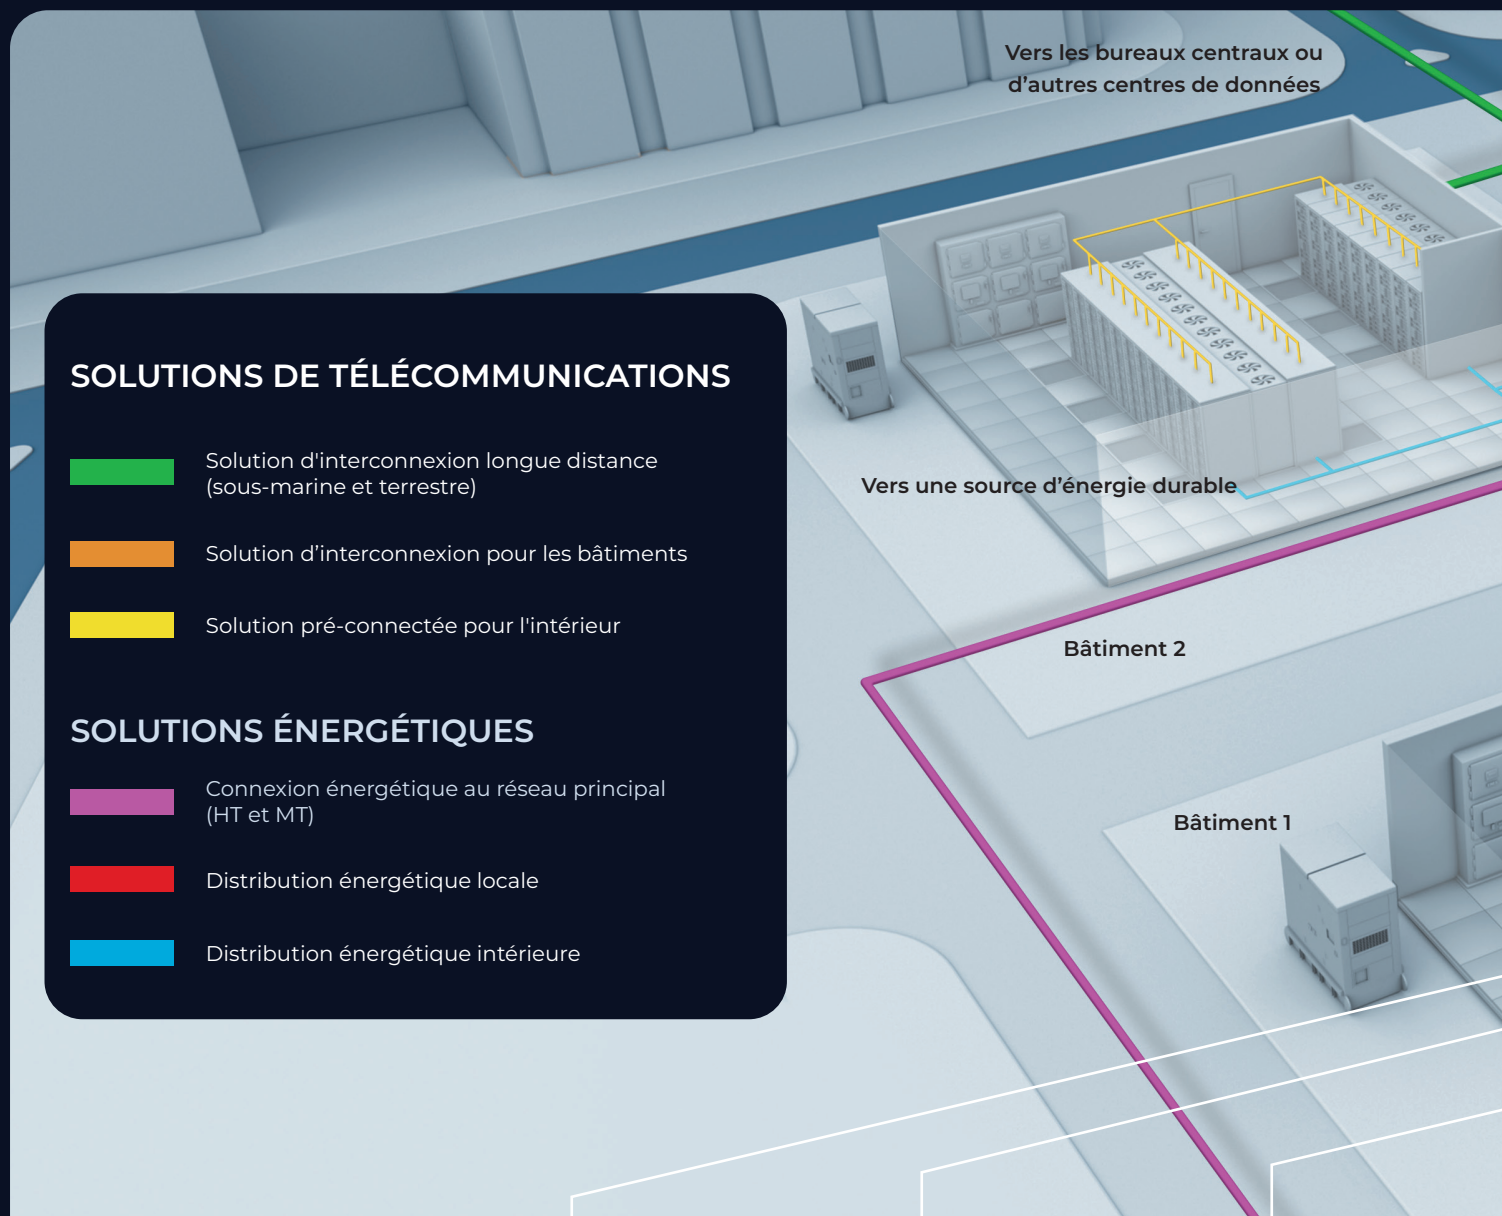 Vers les bureaux centraux ou
d’autres centres de données
SOLUTIONS DE TÉLÉCOMMUNICATIONS
Solution d'interconnexion longue distance
(sous-marine et terrestre)
Solution d’interconnexion pour les bâtiments
Solution pré-connectée pour l'intérieur
SOLUTIONS ÉNERGÉTIQUES
Connexion énergétique au réseau principal
(HT et MT)
Distribution énergétique locale
Distribution énergétique intérieure
Vers une source d’énergie durable
Bâtiment 2
Bâtiment 1